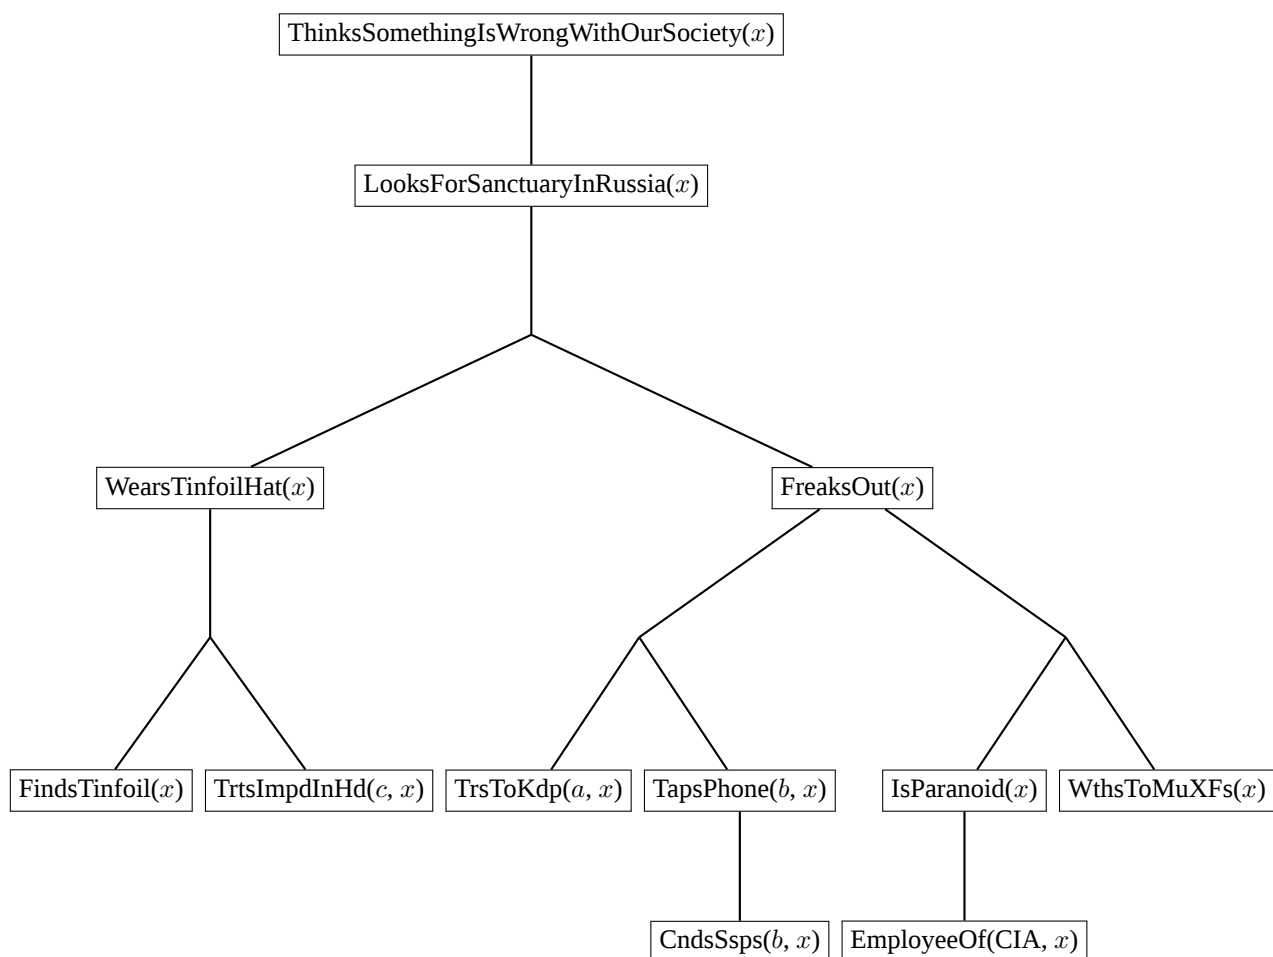 ThinksSomethingIsWrongWithOurSociety(x)
LooksForSanctuaryInRussia(x)
WearsTinfoilHat(x)
FreaksOut(x)
FindsTinfoil(x)
TrtsImpdInHd(c, x)
TrsToKdp(a, x)
TapsPhone(b, x)
IsParanoid(x)
WthsToMuXFs(x)
CndsSsps(b, x)
EmployeeOf(CIA, x)